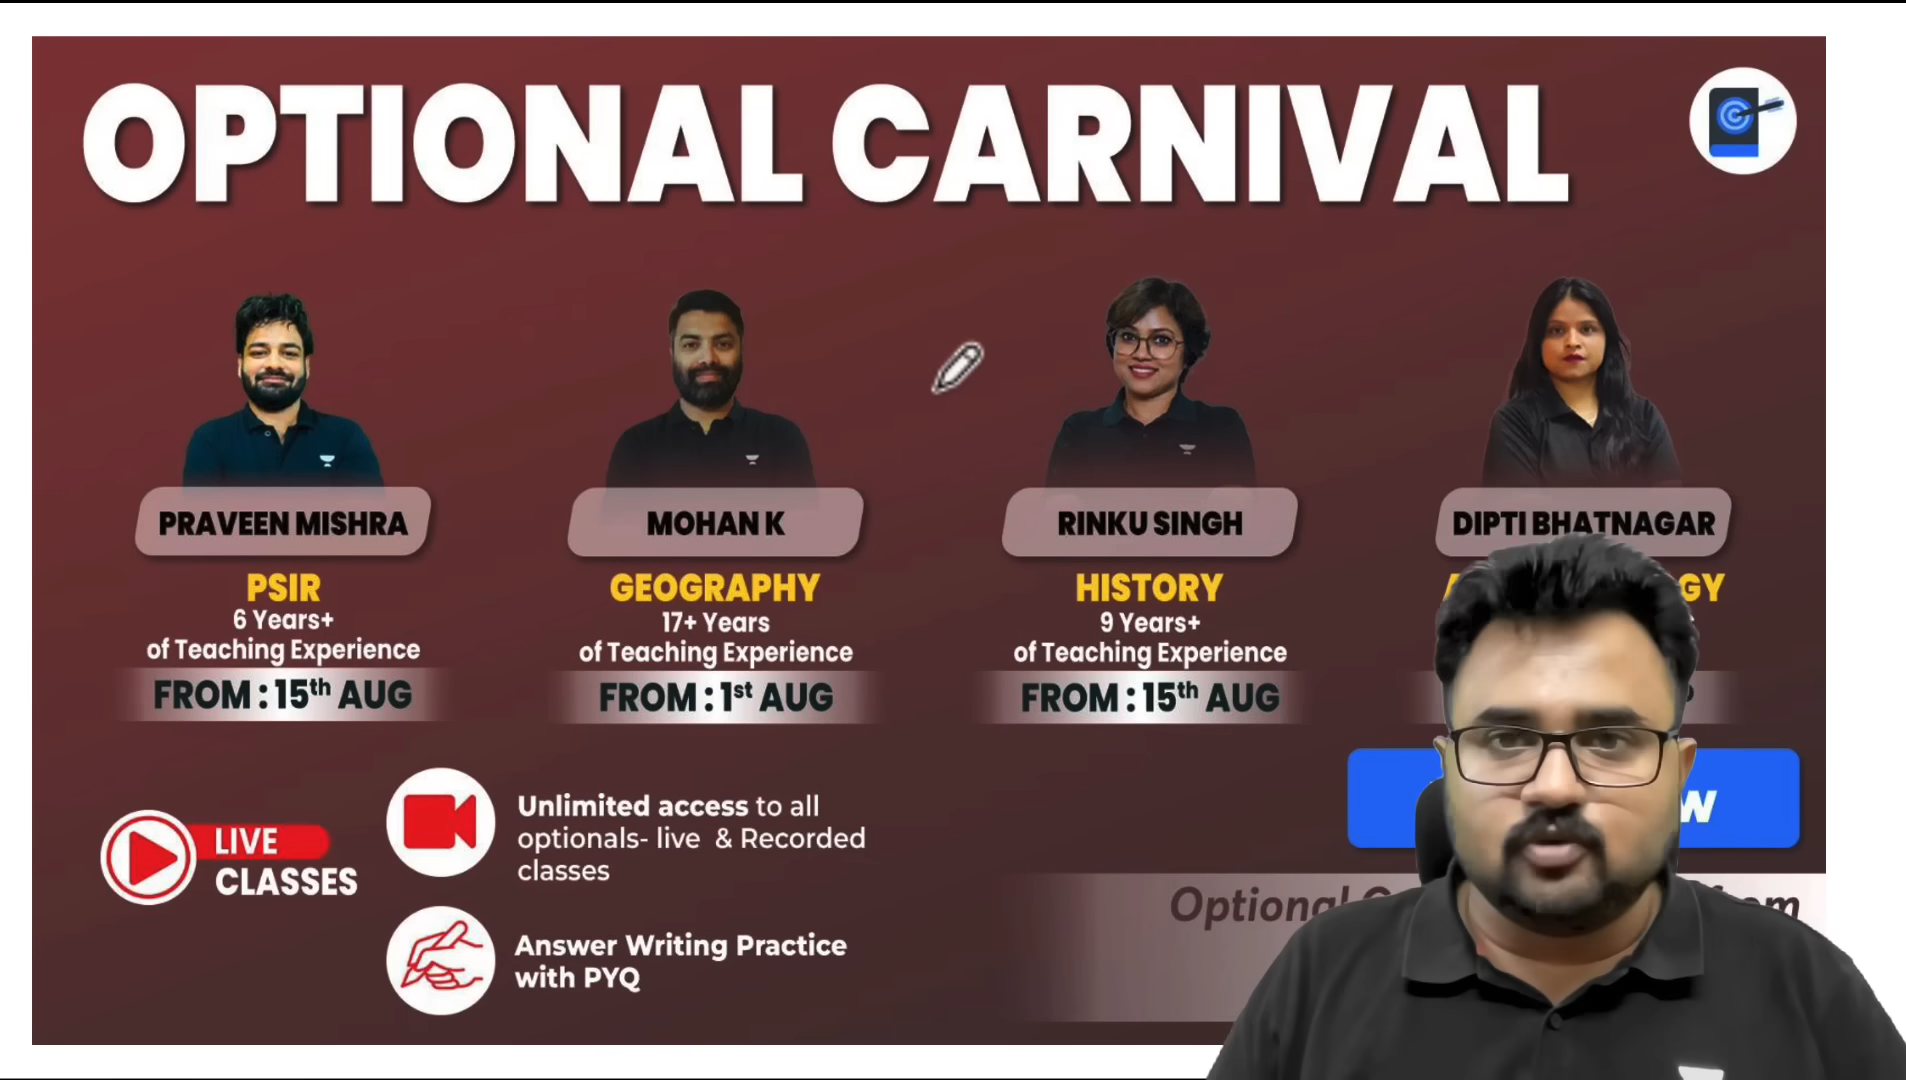 OPTIONAL CARNIVAL
PRAVEEN MISHRA
PSIR
6 Years+
of Teaching Experience
FROM : 15th AUG
MOHAN K
GEOGRAPHY
17+ Years
of Teaching Experience
FROM : 1st AUG
RINKU SINGH
HISTORY
9 Years+
of Teaching Experience
FROM : 15th AUG
DIPTI BHATNAGAR
LIVE
CLASSES
Unlimited access to all
optionals- live & Recorded
classes
Answer Writing Practice
with PYQ
Optional